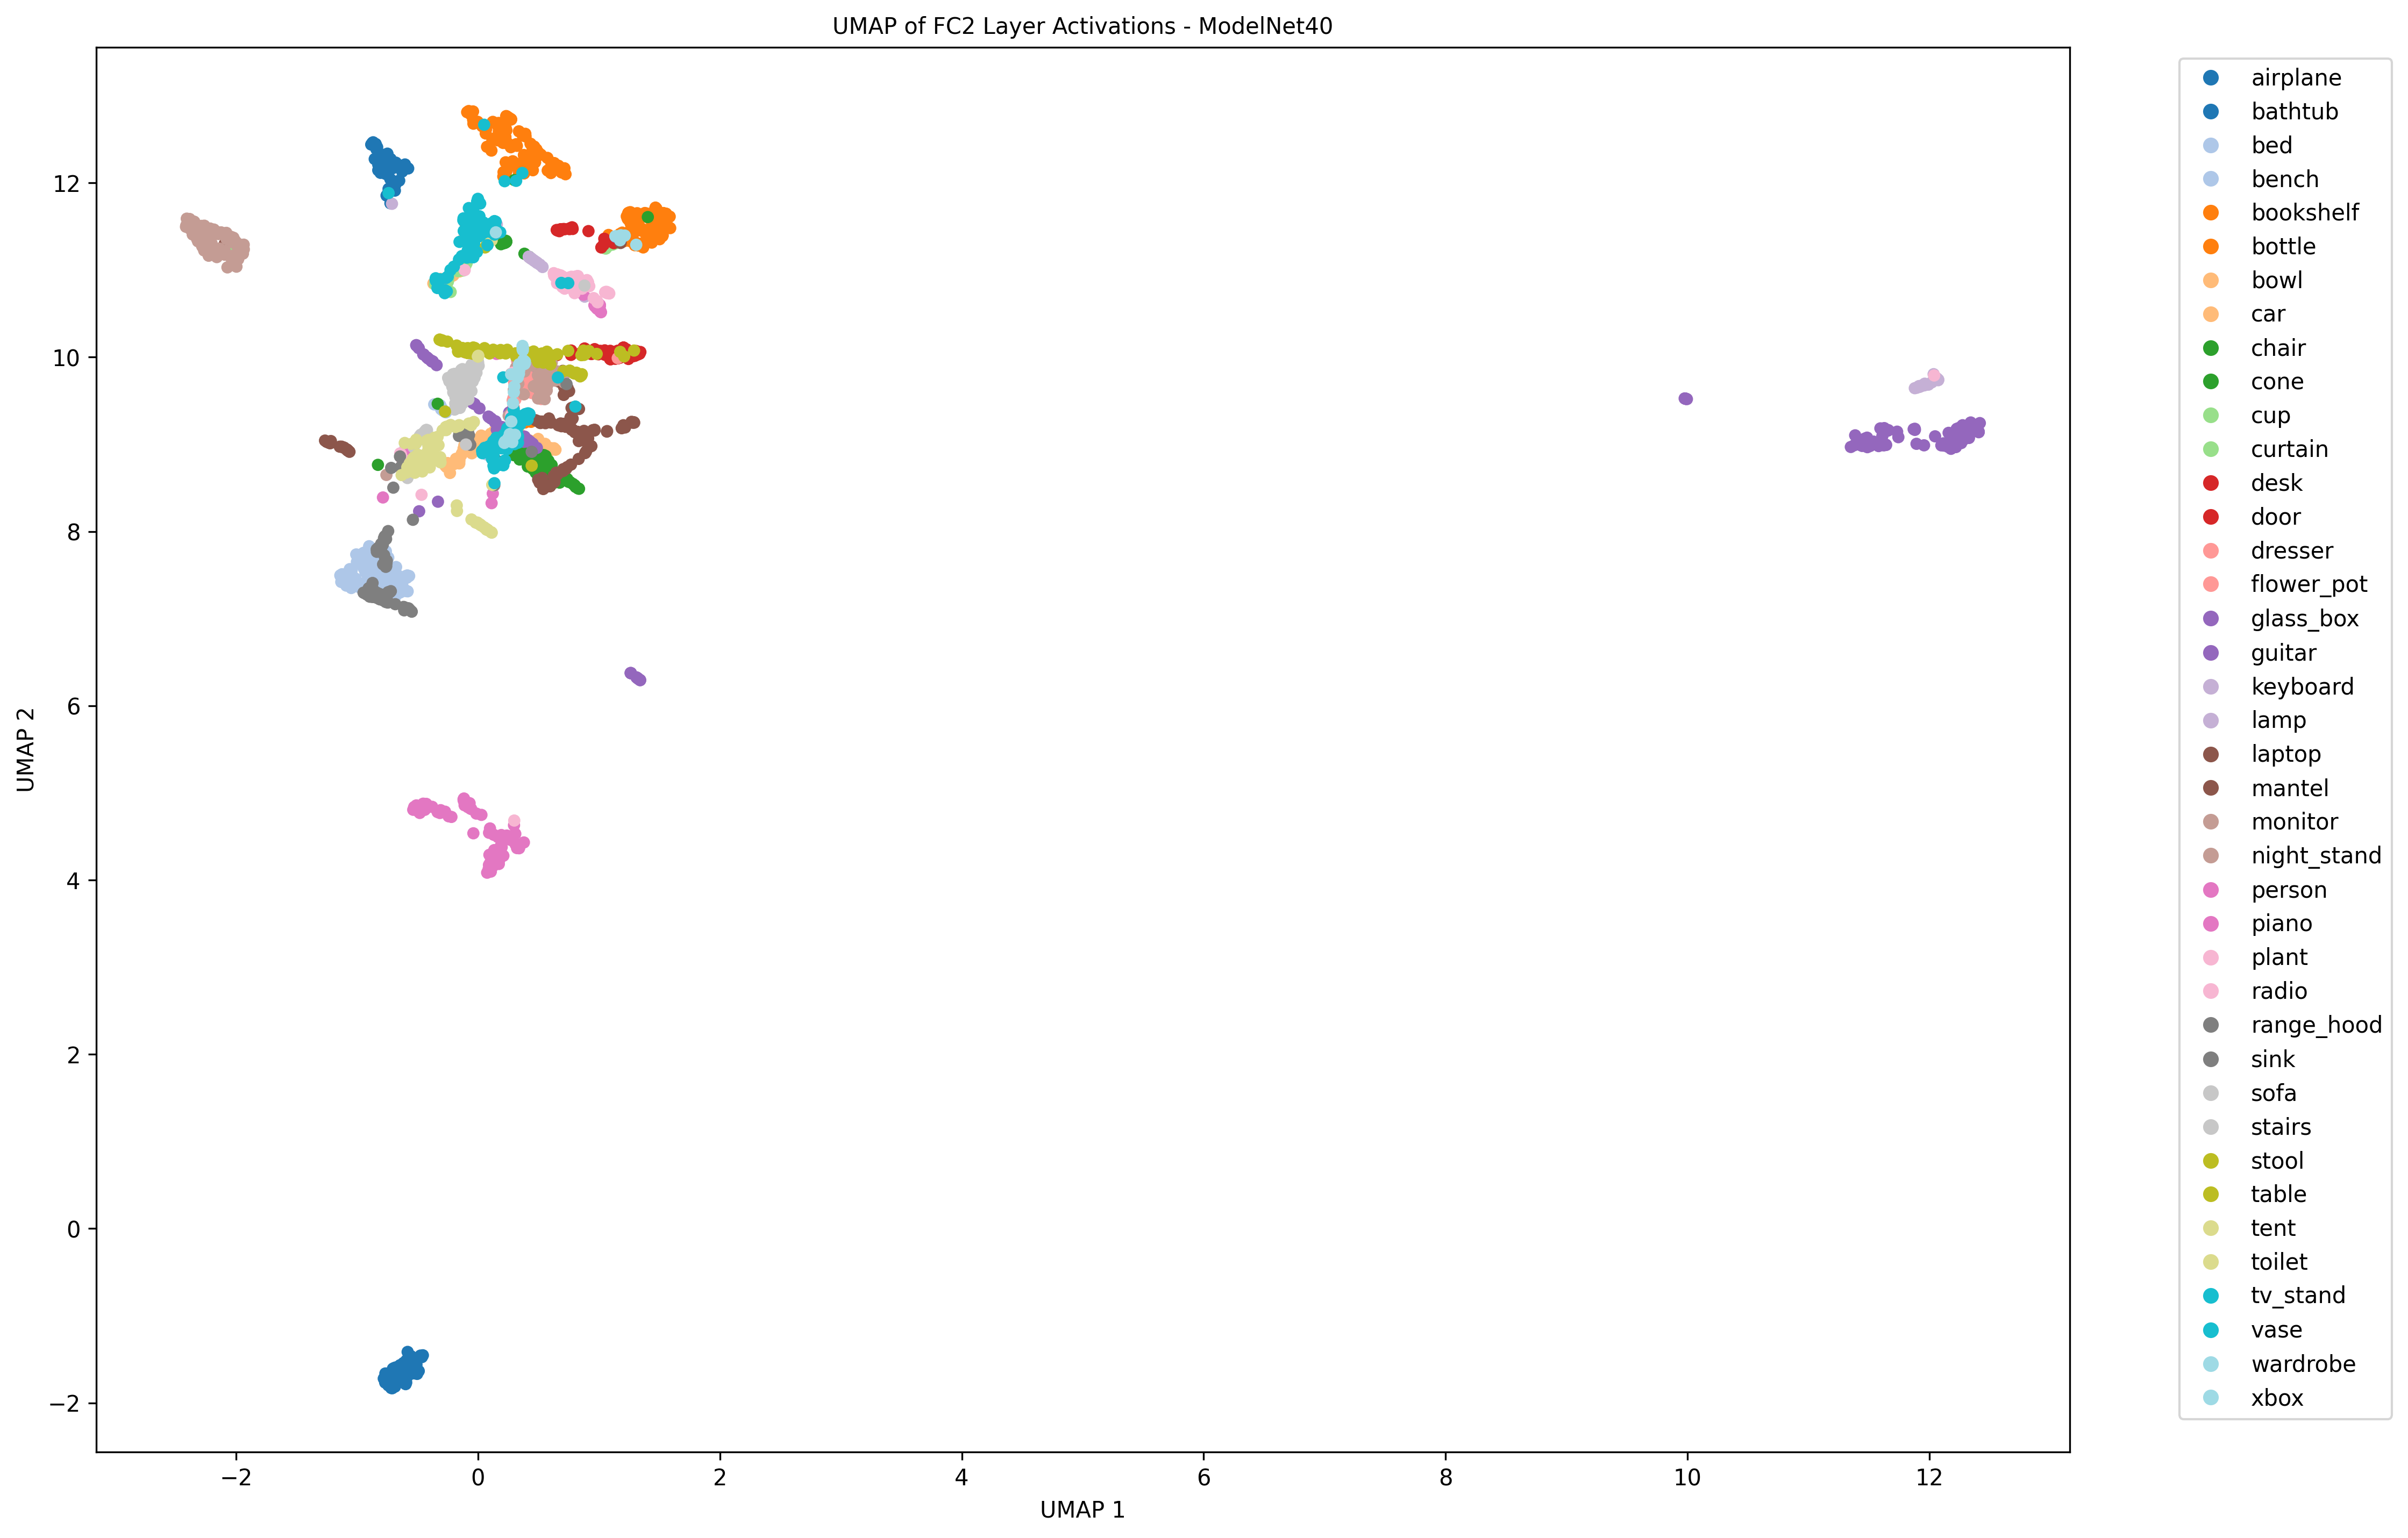 UMAP of FC2 Layer Activations - ModelNet40
12
10
8
6
4
2
0
−2
UMAP 2
−2
0
2
4
6
8
10
12
UMAP 1
airplane
bathtub
bed
bench
bookshelf
bottle
bowl
car
chair
cone
cup
curtain
desk
door
dresser
flower_pot
glass_box
guitar
keyboard
lamp
laptop
mantel
monitor
night_stand
person
piano
plant
radio
range_hood
sink
sofa
stairs
stool
table
tent
toilet
tv_stand
vase
wardrobe
xbox